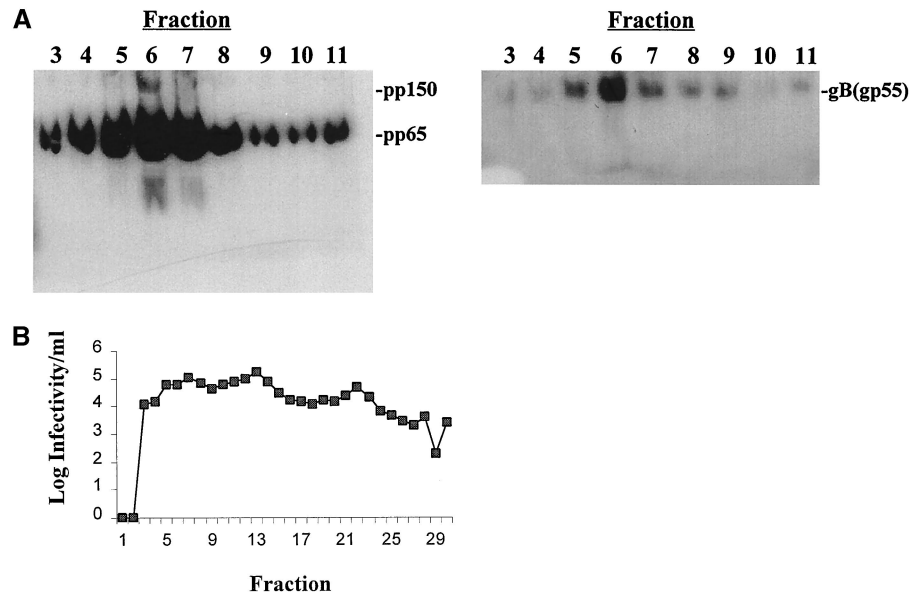 A
Fraction
3 4 5 6 7 8 9 10 11
-pp150
-pp65
Fraction
3 4 5 6 7 8 9 10 11
-gB(gp55)
B
Log Infectivity/ml
6
5
4
3
2
1
0
1 5 9 13 17 21 25 29
Fraction